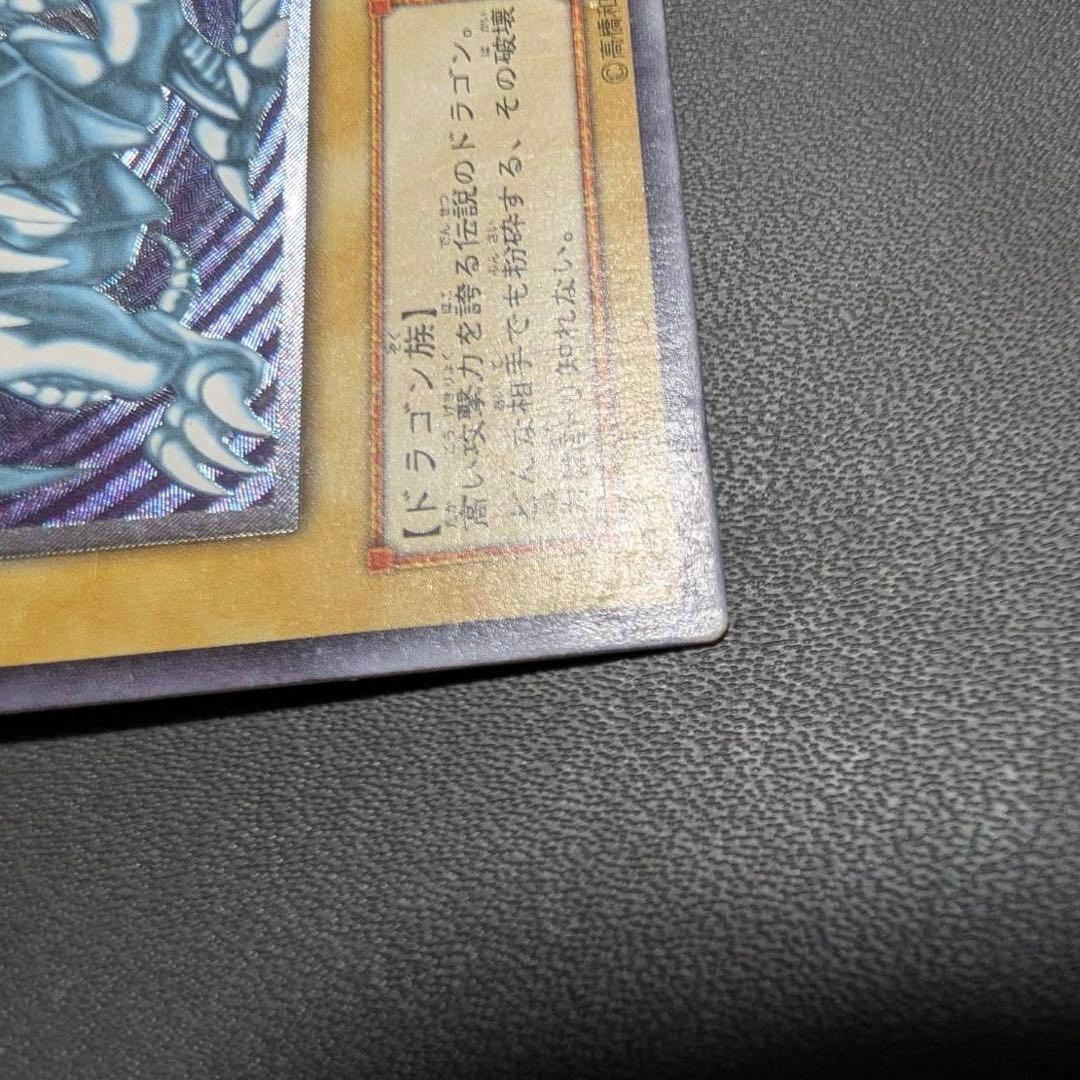 【ドラゴン族】
高い攻撃力を誇る伝説のドラゴン。
どんな相手でも粉砕する、その破壊
力は計り知れない。
©高橋和